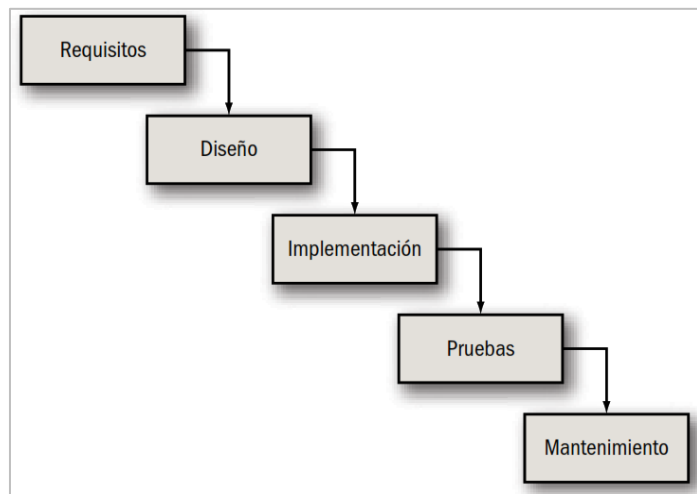 Requisitos
Diseño
Implementación
Pruebas
Mantenimiento